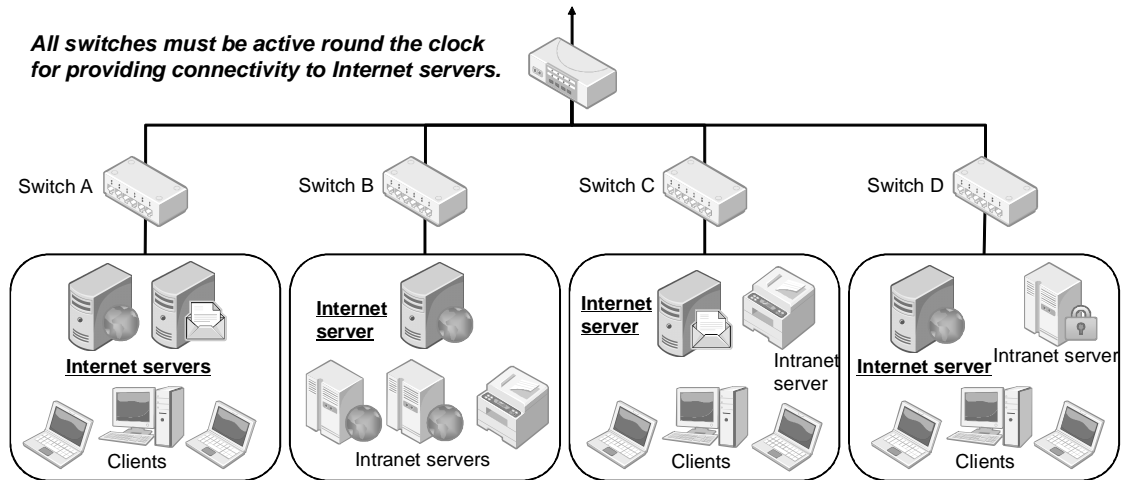 All switches must be active round the clock
for providing connectivity to Internet servers.
Switch A
Switch B
Switch C
Switch D
Internet servers
Clients
Internet
server
Intranet servers
Internet
server
Intranet
server
Clients
Internet server
Intranet server
Clients